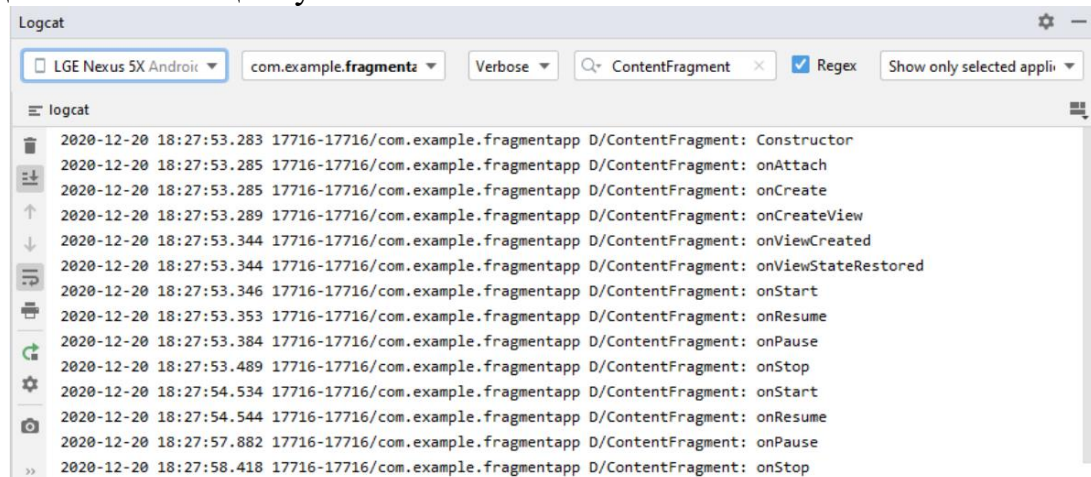 Logcat
LGE Nexus 5X Androic com.example.fragmenta Verbose ContentFragment Regex Show only selected appli
logcat
2020-12-20 18:27:53.283 17716-17716/com.example.fragmentapp D/ContentFragment: Constructor
2020-12-20 18:27:53.285 17716-17716/com.example.fragmentapp D/ContentFragment: onAttach
2020-12-20 18:27:53.285 17716-17716/com.example.fragmentapp D/ContentFragment: onCreate
2020-12-20 18:27:53.289 17716-17716/com.example.fragmentapp D/ContentFragment: onCreateView
2020-12-20 18:27:53.344 17716-17716/com.example.fragmentapp D/ContentFragment: onViewCreated
2020-12-20 18:27:53.344 17716-17716/com.example.fragmentapp D/ContentFragment: onViewStateRestored
2020-12-20 18:27:53.346 17716-17716/com.example.fragmentapp D/ContentFragment: onStart
2020-12-20 18:27:53.353 17716-17716/com.example.fragmentapp D/ContentFragment: onResume
2020-12-20 18:27:53.384 17716-17716/com.example.fragmentapp D/ContentFragment: onPause
2020-12-20 18:27:53.489 17716-17716/com.example.fragmentapp D/ContentFragment: onStop
2020-12-20 18:27:54.534 17716-17716/com.example.fragmentapp D/ContentFragment: onStart
2020-12-20 18:27:54.544 17716-17716/com.example.fragmentapp D/ContentFragment: onResume
2020-12-20 18:27:57.882 17716-17716/com.example.fragmentapp D/ContentFragment: onPause
2020-12-20 18:27:58.418 17716-17716/com.example.fragmentapp D/ContentFragment: onStop